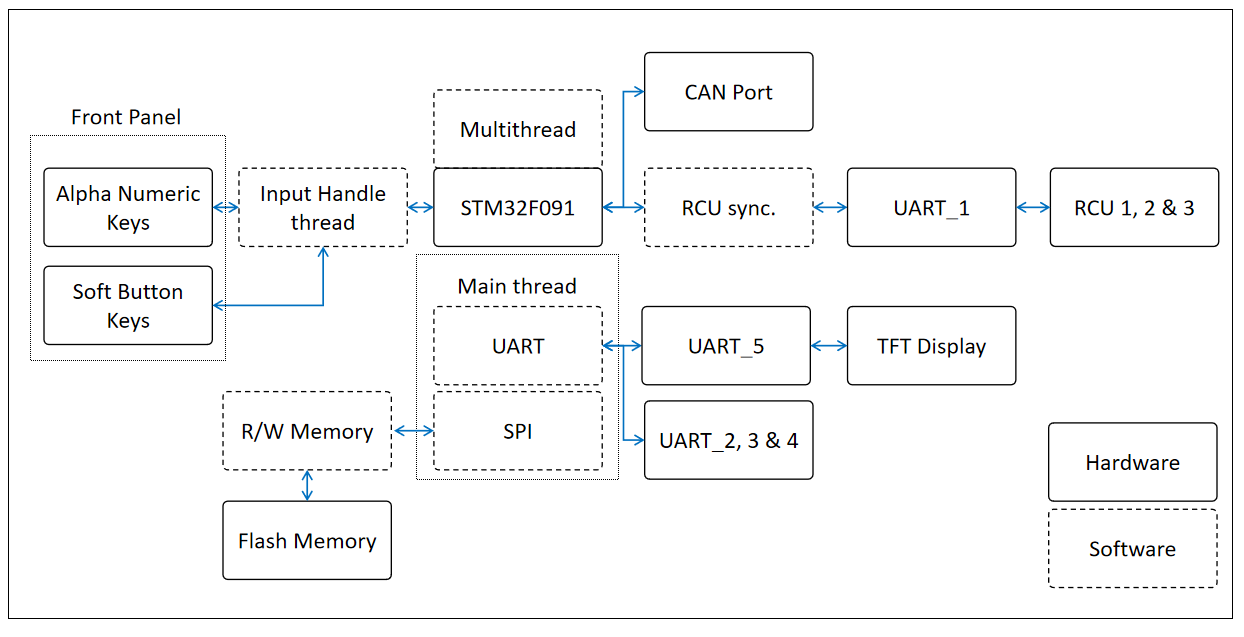 CAN Port
Front Panel
Multithread
Alpha Numeric
Keys
Input Handle
thread
STM32F091
RCU sync.
UART_1
RCU 1, 2 & 3
Soft Button
Keys
Main thread
UART
UART_5
TFT Display
R/W Memory
SPI
UART_2, 3 & 4
Hardware
Flash Memory
Software